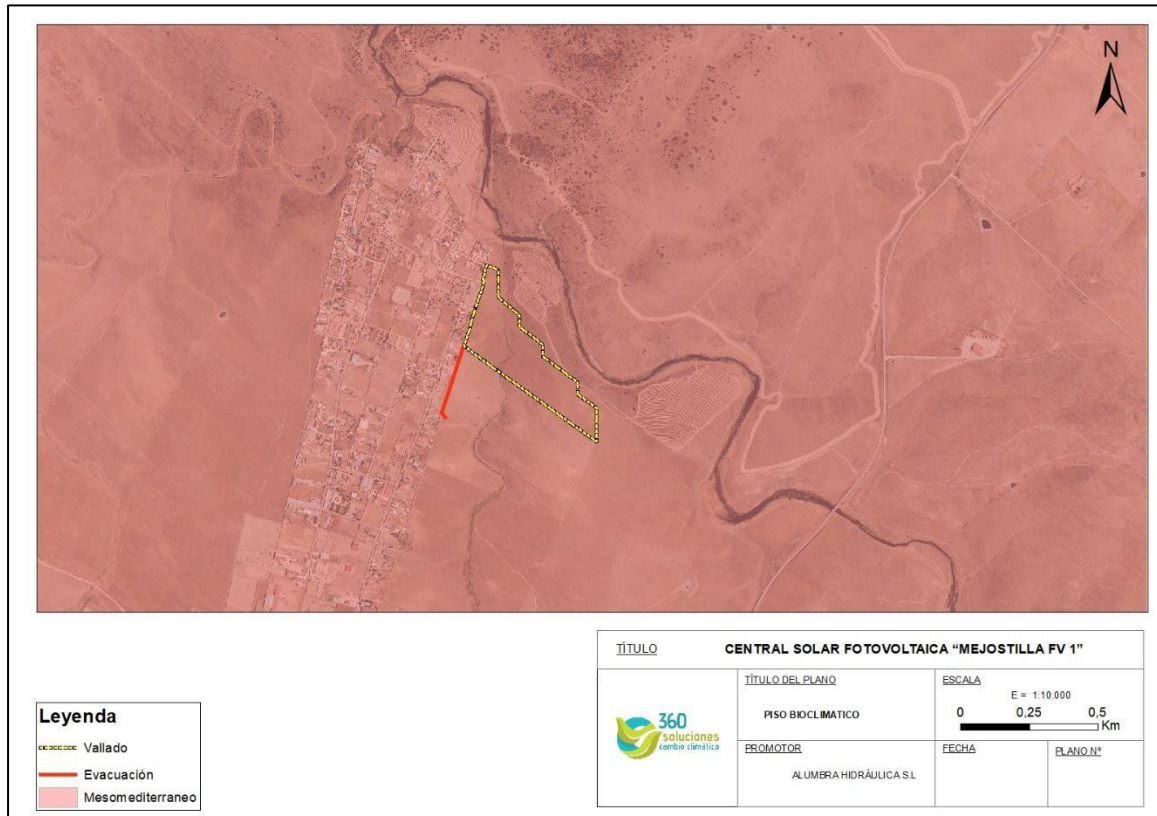 N
TÍTULO
CENTRAL SOLAR FOTOVOLTAICA “MEJOSTILLA FV 1”
360
soluciones
cambio climático
TÍTULO DEL PLANO
PISO BIOCLIMATICO
ESCALA
E = 1:10.000
0 0,25 0,5
Km
PROMOTOR
ALUMBRA HIDRÁULICA S.L
FECHA
PLANO Nº
Leyenda
Vallado
Evacuación
Mesomediterraneo